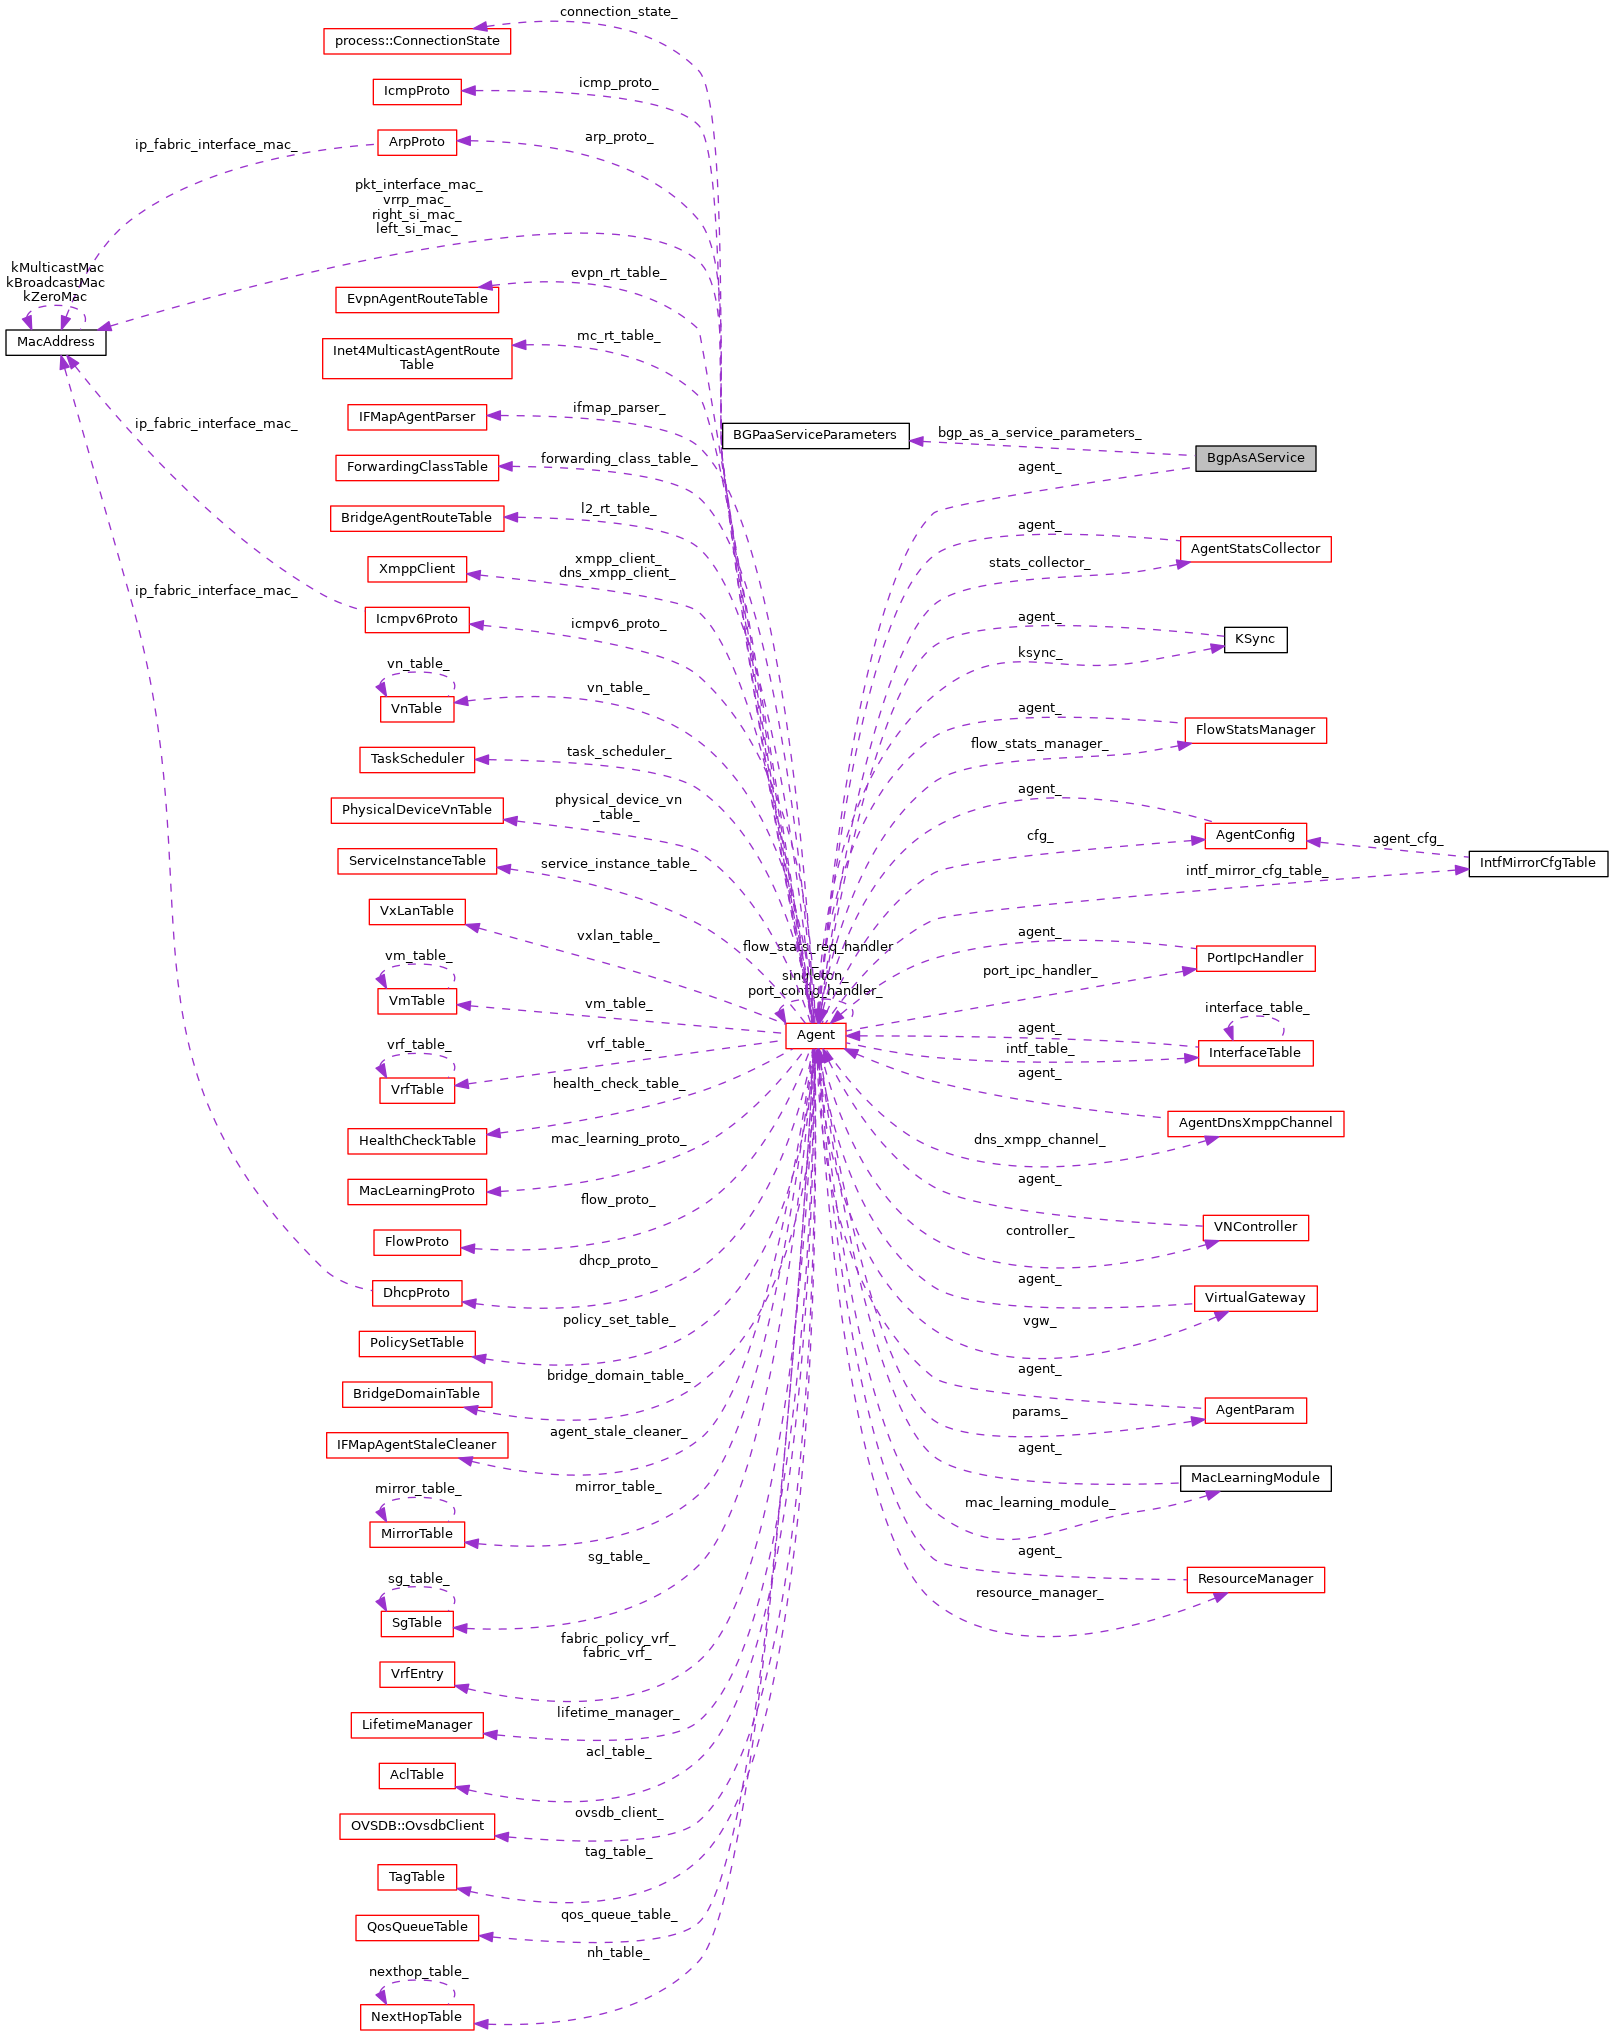 connection_state_
process::ConnectionState
icmp_proto_
IcmpProto
arp_proto_
ArpProto
ip_fabric_interface_mac_
pkt_interface_mac_
vrrp_mac_
right_si_mac_
left_si_mac_
kMulticastMac
kBroadcastMac
kZeroMac
MacAddress
evpn_rt_table_
EvpnAgentRouteTable
mc_rt_table_
Inet4MulticastAgentRoute
Table
ifmap_parser_
IFMapAgentParser
ip_fabric_interface_mac_
BGPaaServiceParameters
bgp_as_a_service_parameters_
BgpAsAService
agent_
forwarding_class_table_
ForwardingClassTable
l2_rt_table_
BridgeAgentRouteTable
agent_
AgentStatsCollector
stats_collector_
xmpp_client_
dns_xmpp_client_
XmppClient
ip_fabric_interface_mac_
icmpv6_proto_
Icmpv6Proto
agent_
KSync
ksync_
vn_table_
vn_table_
VnTable
agent_
FlowStatsManager
flow_stats_manager_
task_scheduler_
TaskScheduler
physical_device_vn
_table_
PhysicalDeviceVnTable
agent_
AgentConfig
cfg_
agent_cfg_
IntfMirrorCfgTable
intf_mirror_cfg_table_
service_instance_table_
ServiceInstanceTable
VxLanTable
vxlan_table_
flow_stats_req_handler
_
singleton_
port_config_handler_
agent_
PortIpcHandler
port_ipc_handler_
vm_table_
vm_table_
VmTable
Agent
interface_table_
agent_
intf_table_
InterfaceTable
vrf_table_
vrf_table_
VrfTable
agent_
AgentDnsXmppChannel
dns_xmpp_channel_
health_check_table_
HealthCheckTable
mac_learning_proto_
MacLearningProto
agent_
VNController
controller_
flow_proto_
FlowProto
dhcp_proto_
DhcpProto
agent_
VirtualGateway
vgw_
policy_set_table_
PolicySetTable
bridge_domain_table_
BridgeDomainTable
agent_
AgentParam
params_
agent_stale_cleaner_
IFMapAgentStaleCleaner
agent_
MacLearningModule
mac_learning_module_
mirror_table_
mirror_table_
MirrorTable
agent_
ResourceManager
resource_manager_
sg_table_
sg_table_
SgTable
fabric_policy_vrf_
fabric_vrf_
VrfEntry
lifetime_manager_
LifetimeManager
acl_table_
AclTable
ovsdb_client_
OVSDB::OvsdbClient
tag_table_
TagTable
qos_queue_table_
QosQueueTable
nh_table_
nexthop_table_
NextHopTable